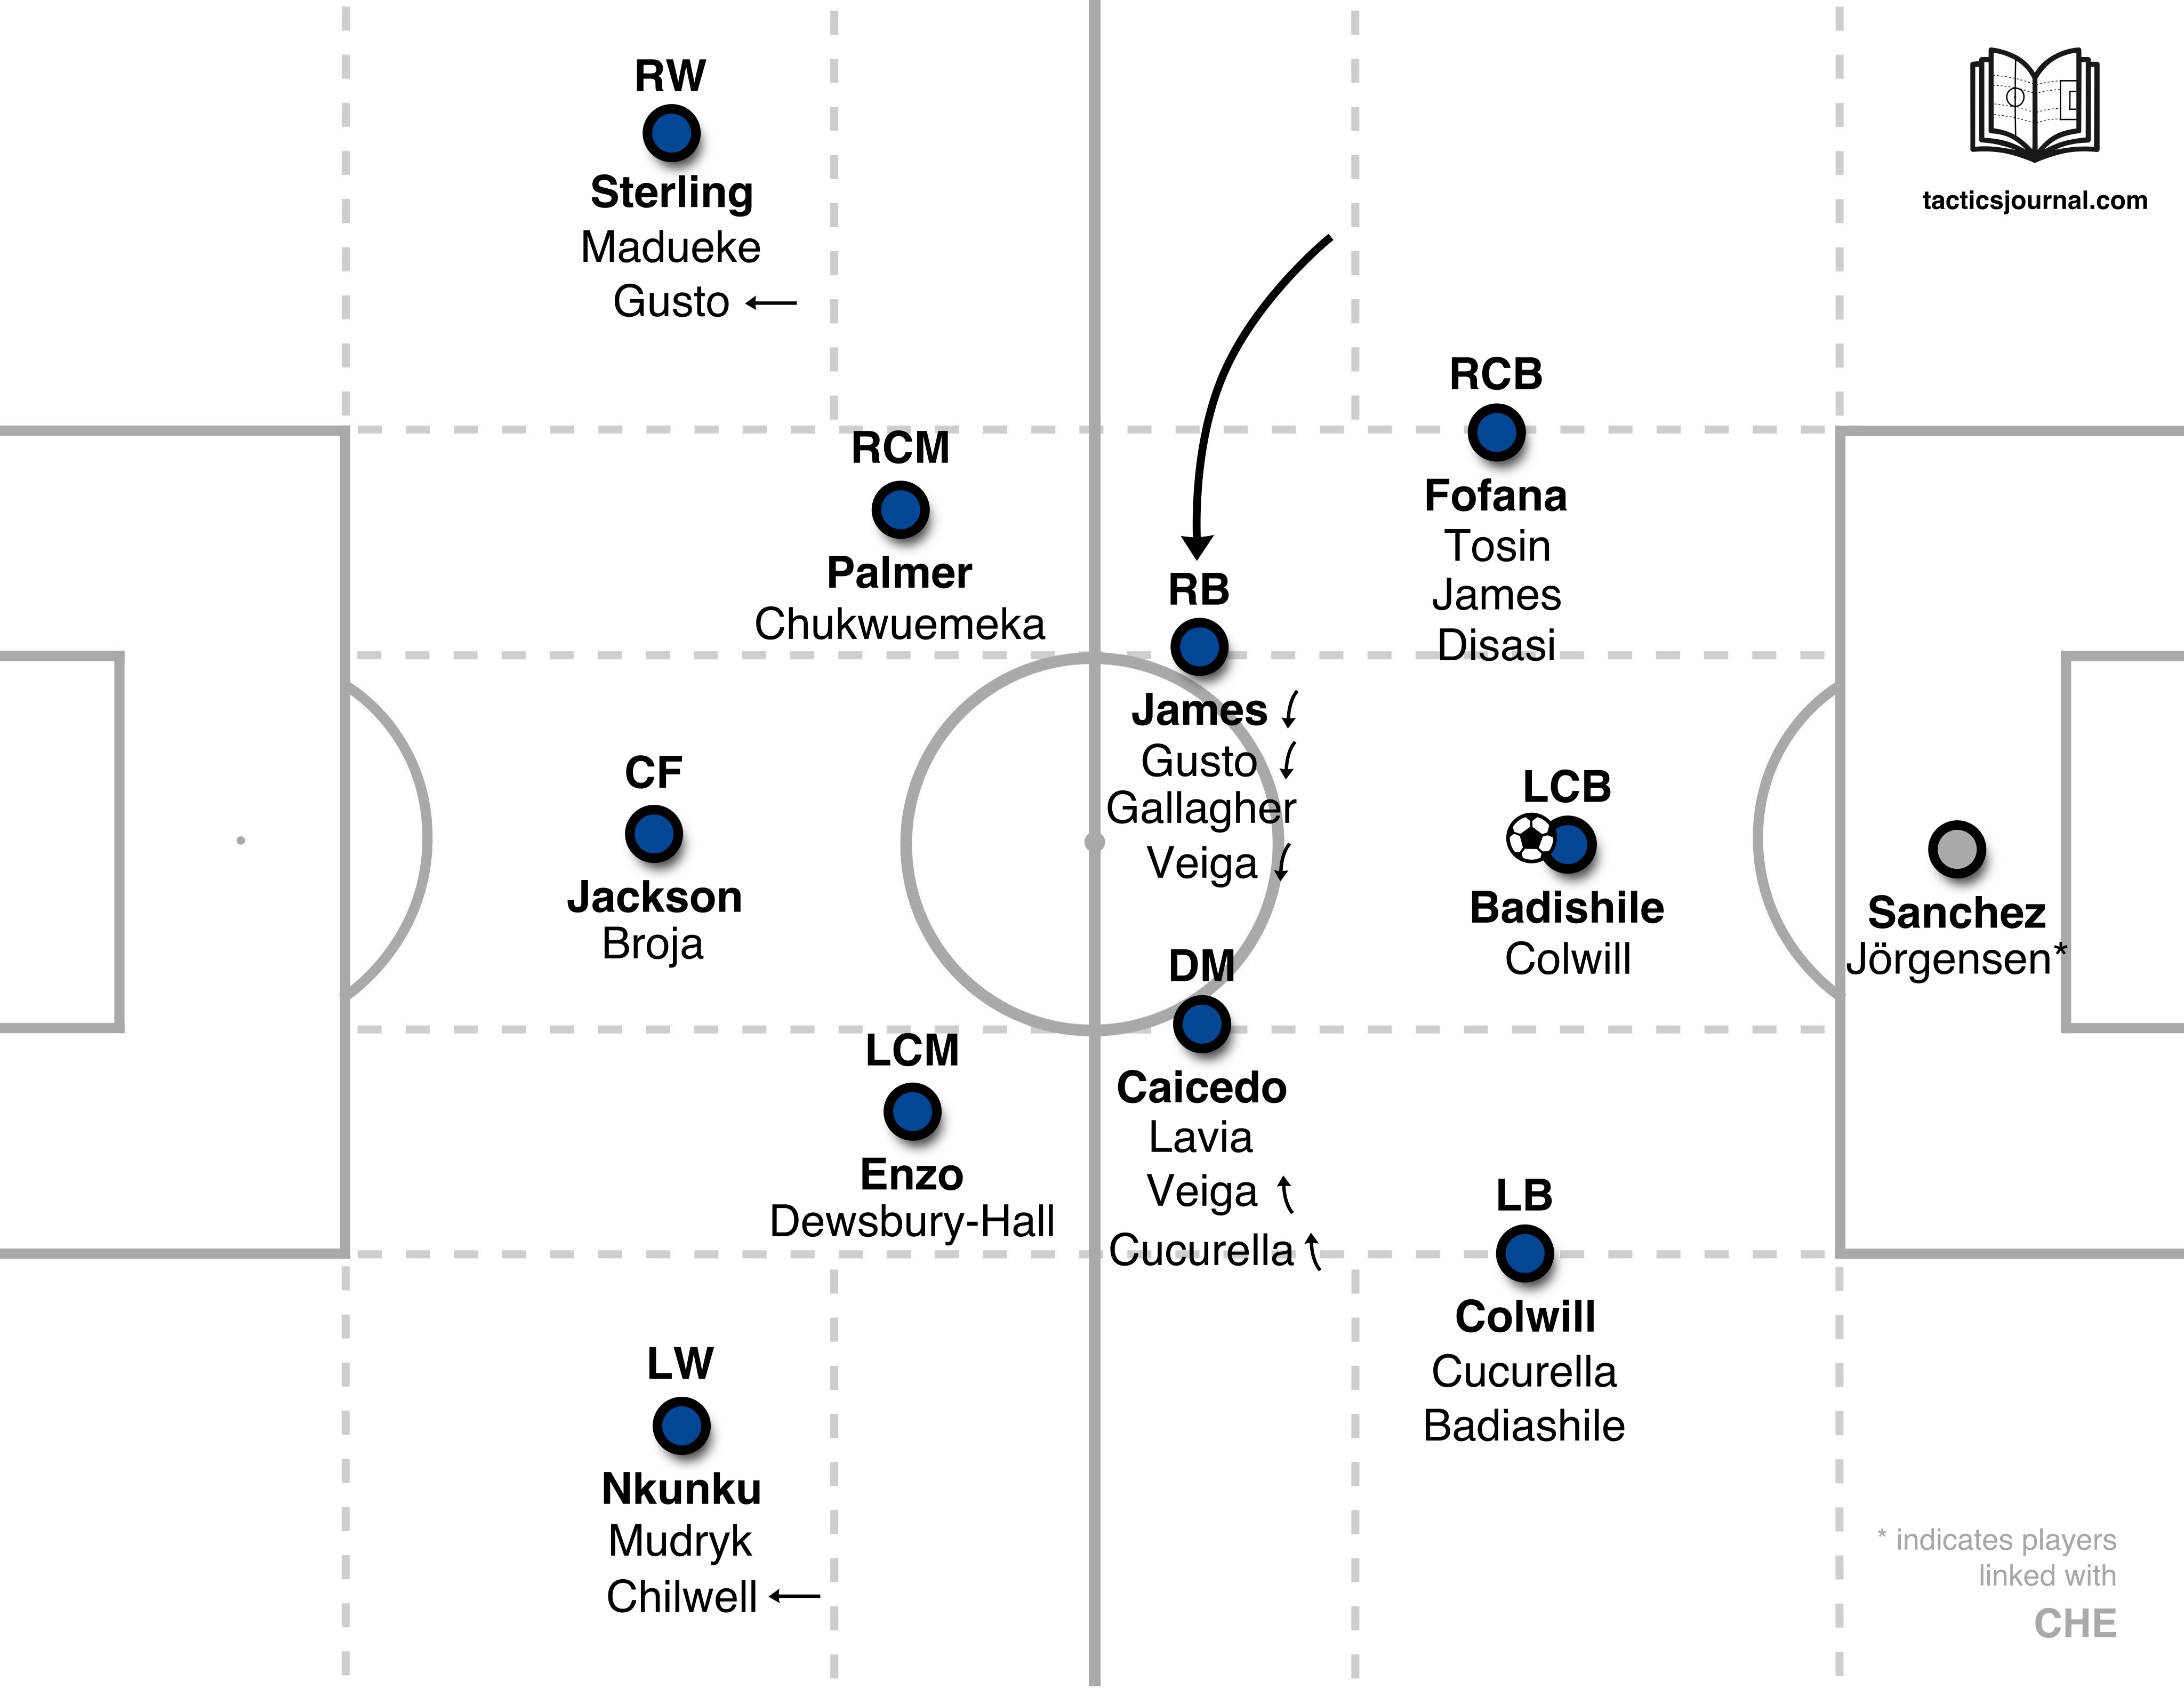 RW
Sterling
Madueke
Gusto
tacticsjournal.com
RCM
Palmer
Chukwuemeka
RCB
Fofana
Tosin
James
Disasi
RB
James
Gusto
Gallagher
Veiga
CF
Jackson
Broja
LCB
Badishile
Colwill
Sanchez
Jörgensen*
DM
Caicedo
Lavia
Veiga
Cucurella
LCM
Enzo
Dewsbury-Hall
LB
Colwill
Cucurella
Badiashile
LW
Nkunku
Mudryk
Chilwell
* indicates players
linked with
CHE